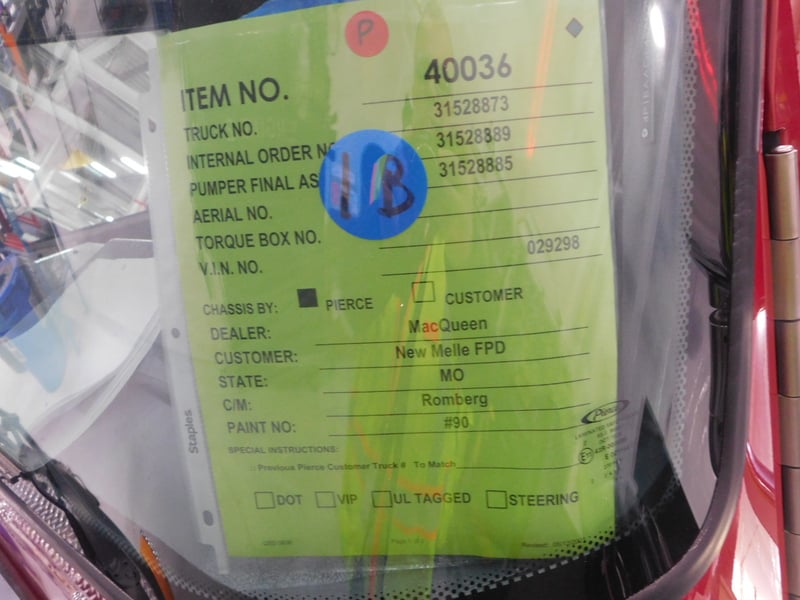 P
ITEM NO. 40036
TRUCK NO. 31528873
INTERNAL ORDER NO 31528889
PUMPER FINAL AS 31528885
1B
AERIAL NO.
TORQUE BOX NO.
V.I.N. NO. 029298
CHASSIS BY: PIERCE CUSTOMER
DEALER: MacQueen
CUSTOMER: New Melle FPD
STATE: MO
C/M: Romberg
PAINT NO: #90
SPECIAL INSTRUCTIONS:
Previous Pierce Customer Truck # To Match
DOT VIP UL TAGGED STEERING
Staples
Pierce